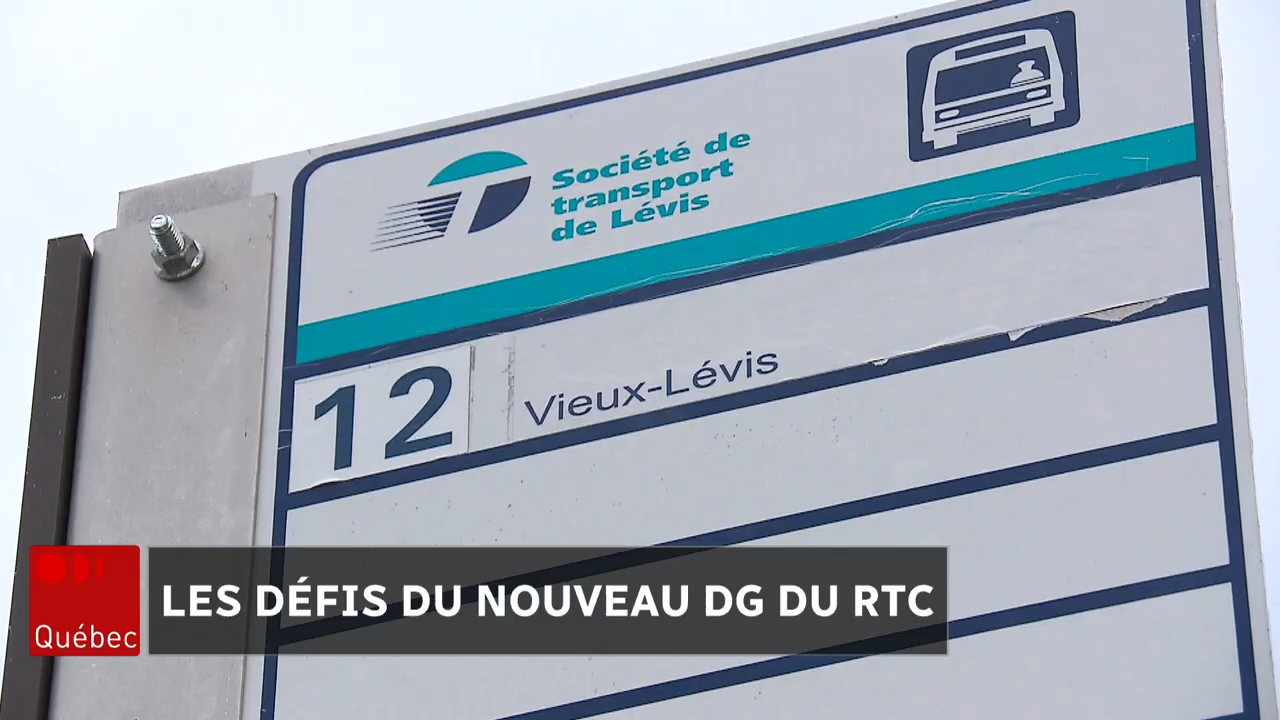 Société de
transport
de Lévis
12 Vieux-Lévis
Québec
LES DÉFIS DU NOUVEAU DG DU RTC